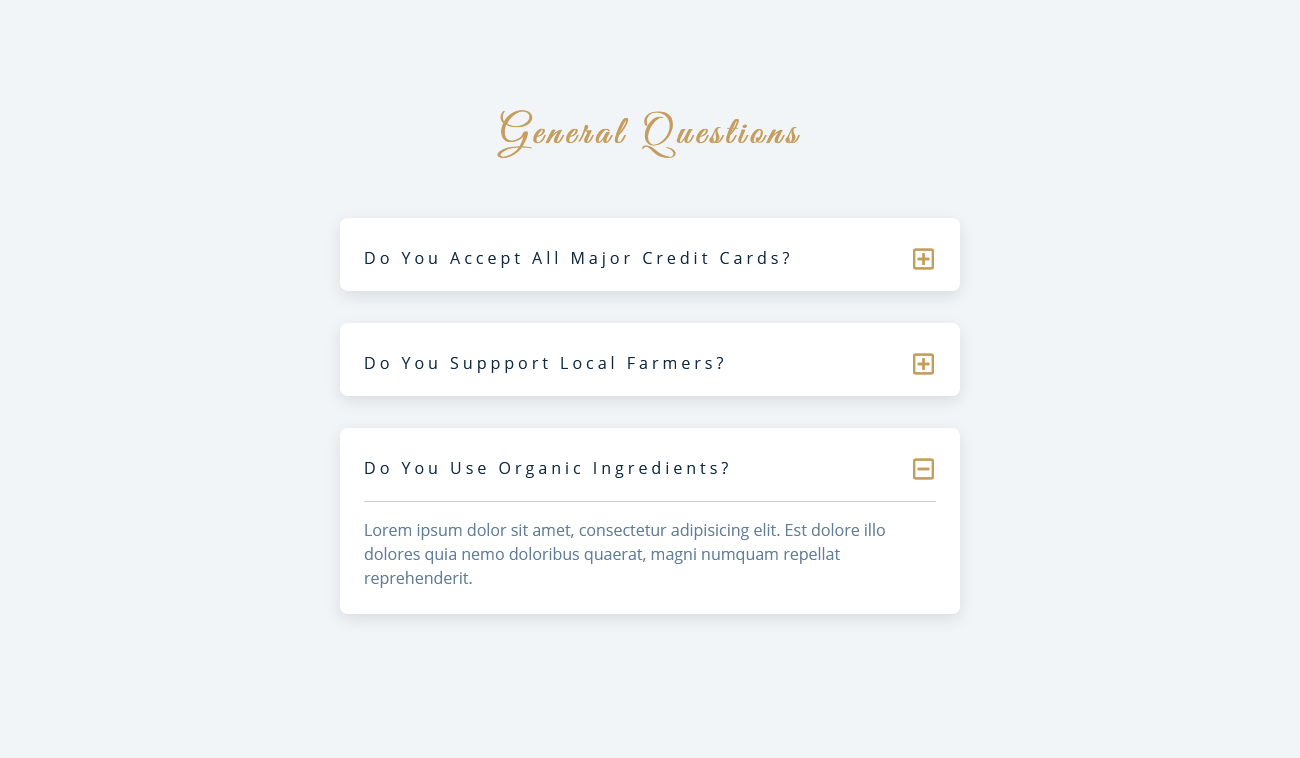 General Questions
Do You Accept All Major Credit Cards?
Do You Suppport Local Farmers?
Do You Use Organic Ingredients?
Lorem ipsum dolor sit amet, consectetur adipisicing elit. Est dolore illo
dolores quia nemo doloribus quaerat, magni numquam repellat
reprehenderit.